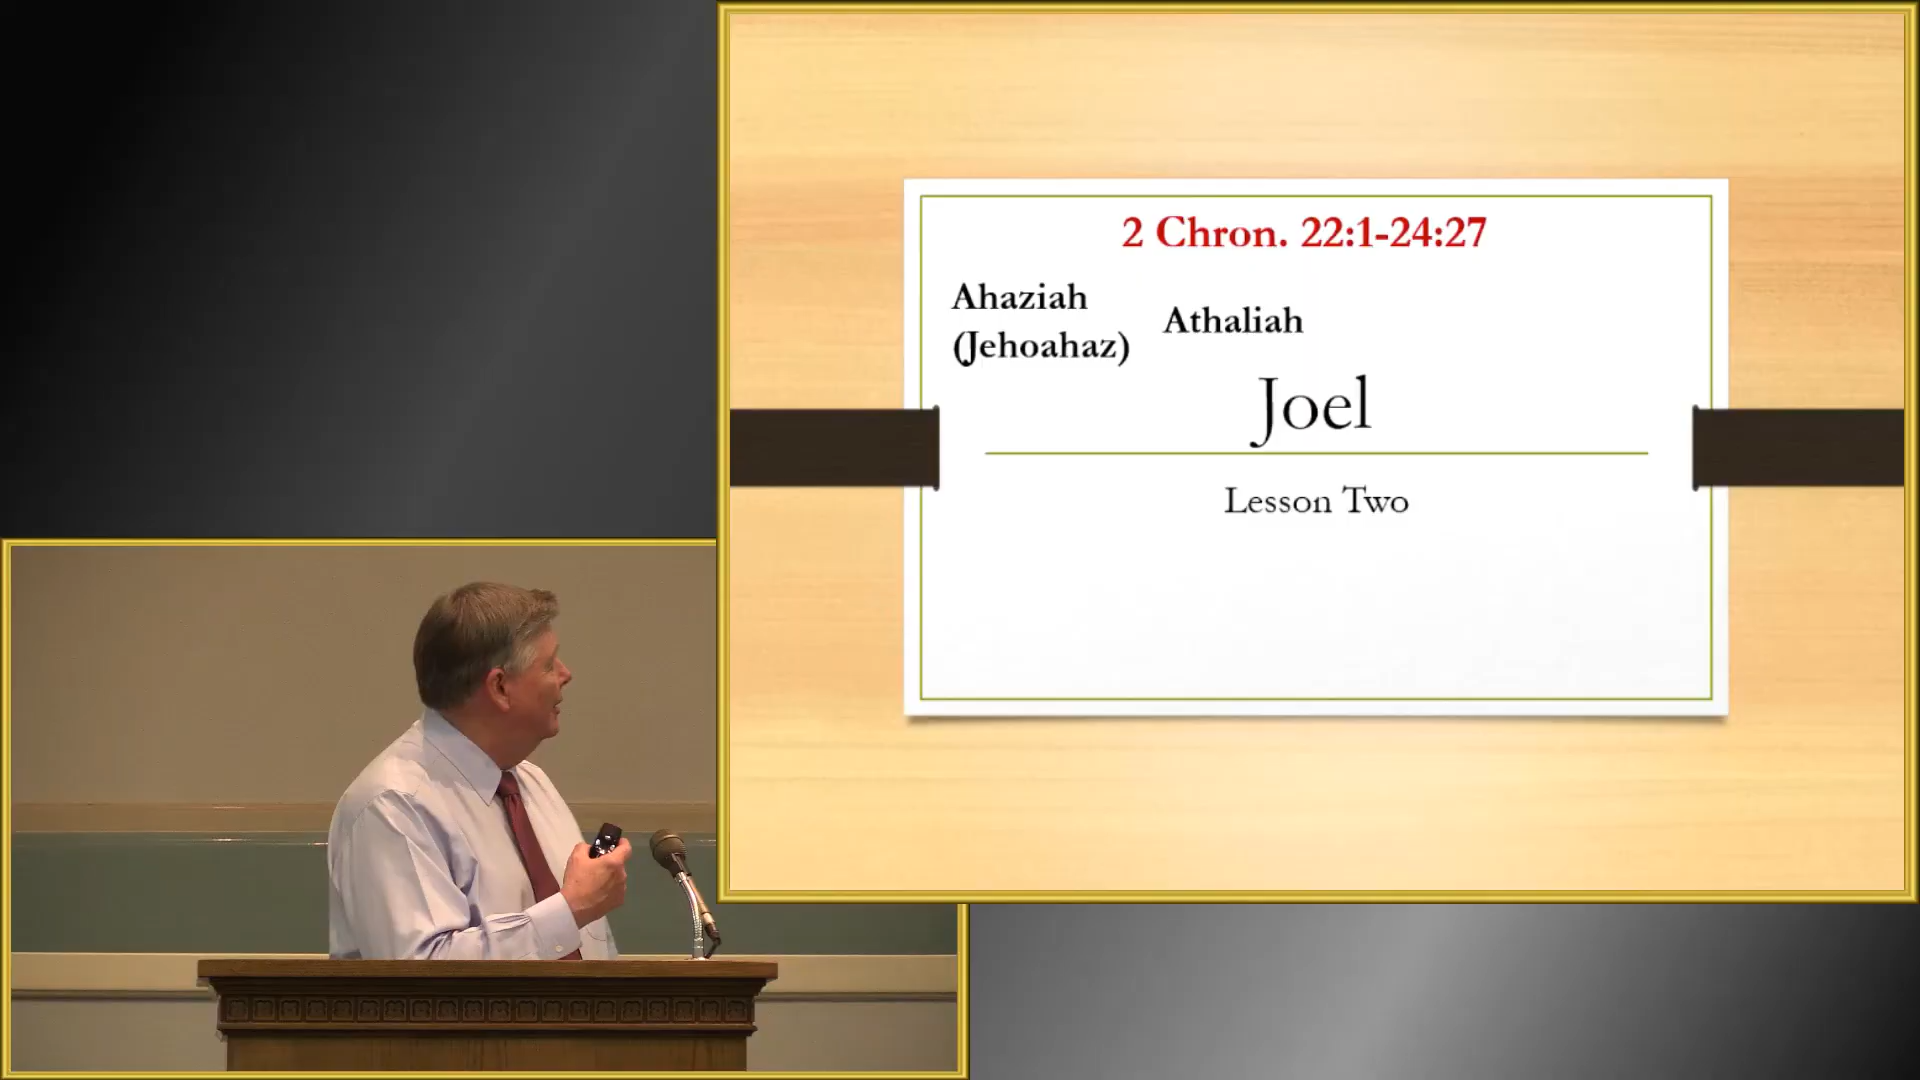 2 Chron. 22:1-24:27
Ahaziah
(Jehoahaz)
Athaliah
Joel
Lesson Two